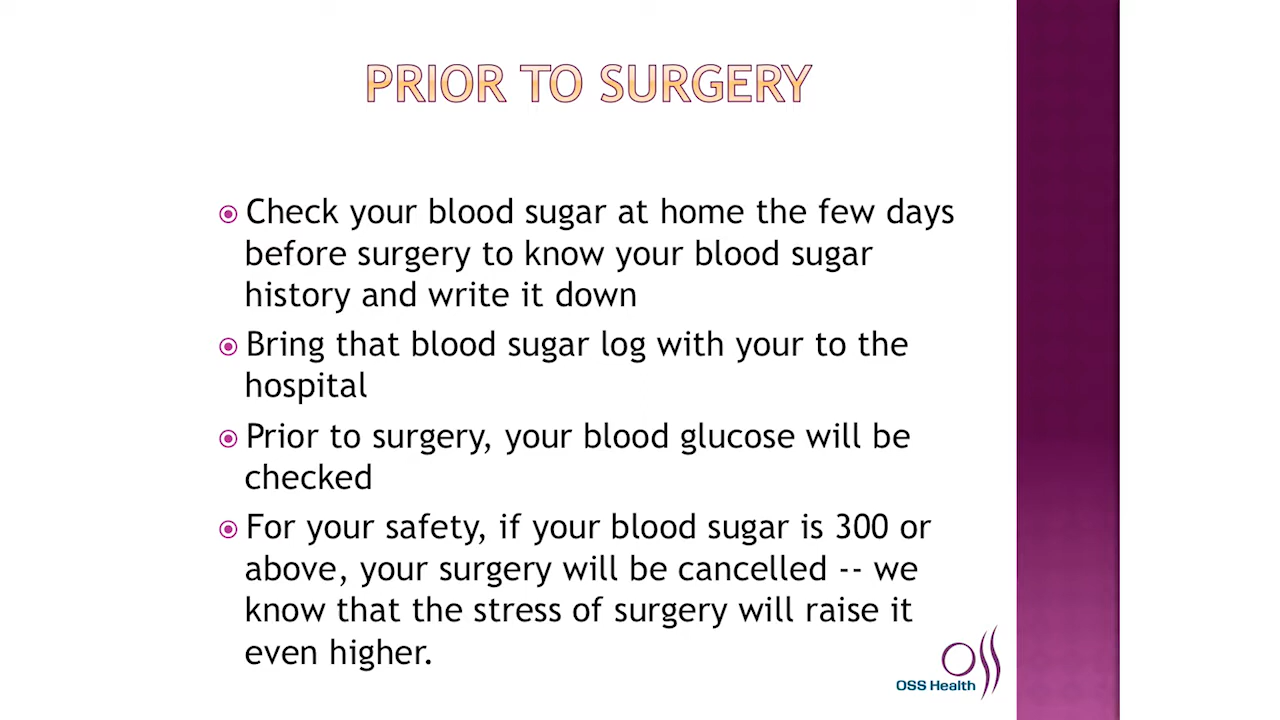 PRIOR TO SURGERY
Check your blood sugar at home the few days
before surgery to know your blood sugar
history and write it down
Bring that blood sugar log with your to the
hospital
Prior to surgery, your blood glucose will be
checked
For your safety, if your blood sugar is 300 or
above, your surgery will be cancelled -- we
know that the stress of surgery will raise it
even higher.
OSS Health